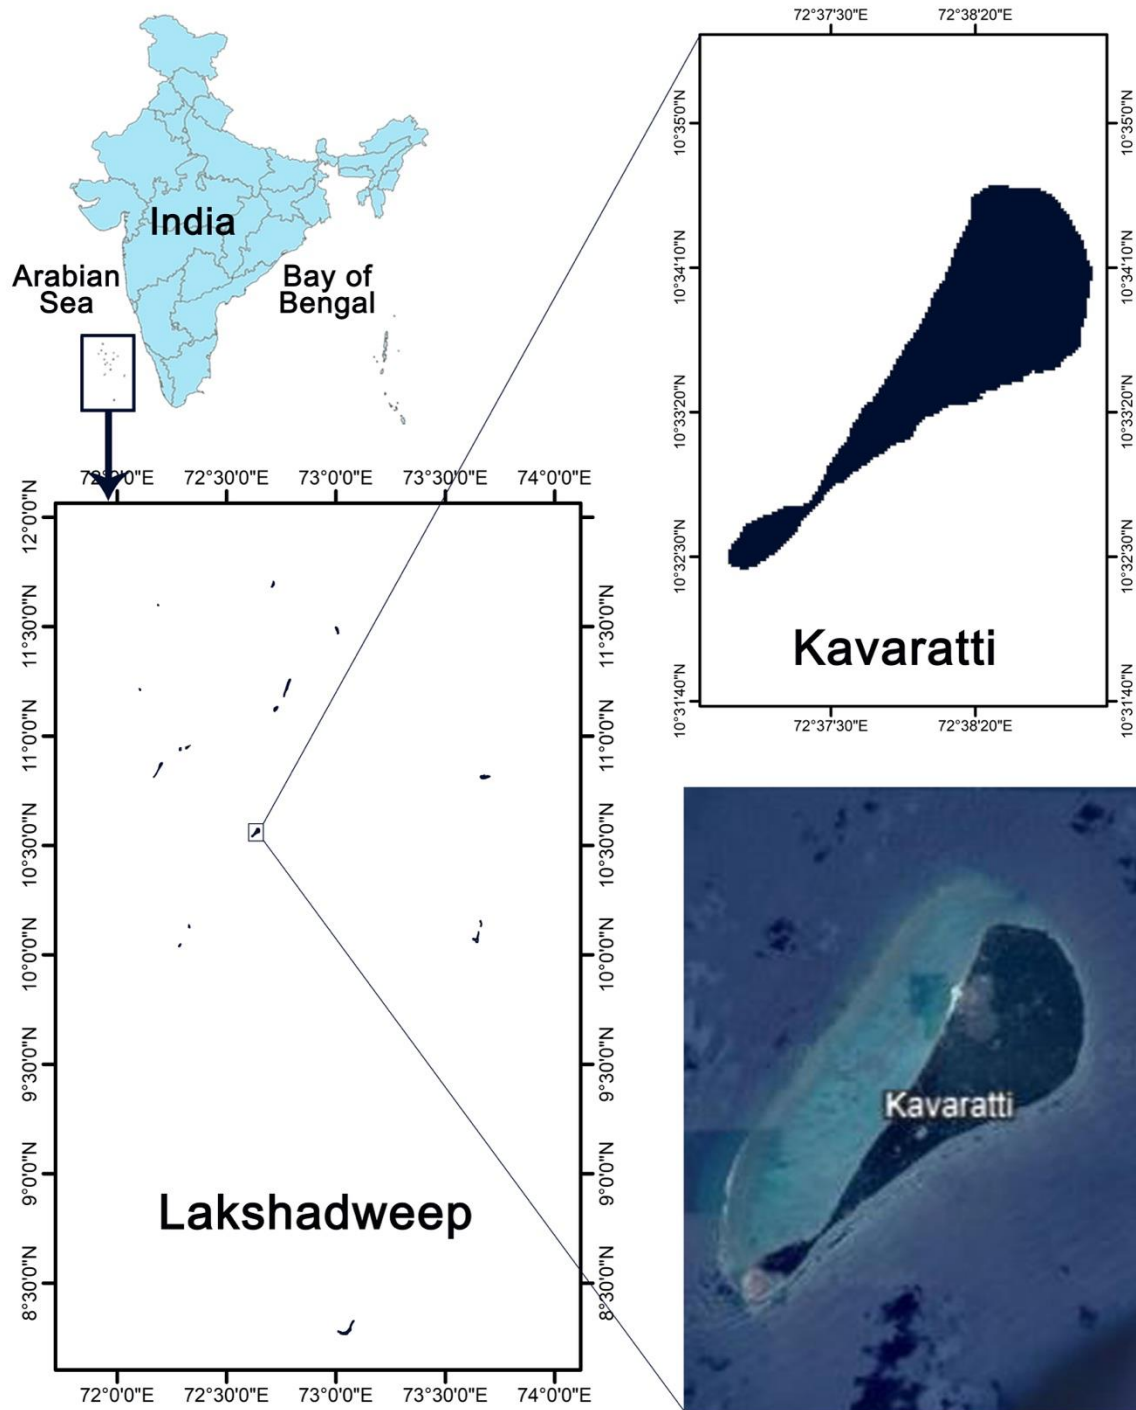 India
Arabian
Sea
Bay of
Bengal
72°0'0"E 72°30'0"E 73°0'0"E 73°30'0"E 74°0'0"E
12°0'0"N
11°30'0"N
11°0'0"N
10°30'0"N
10°0'0"N
9°30'0"N
9°0'0"N
8°30'0"N
12°0'0"N
11°30'0"N
11°0'0"N
10°30'0"N
10°0'0"N
9°30'0"N
9°0'0"N
8°30'0"N
Lakshadweep
72°0'0"E 72°30'0"E 73°0'0"E 73°30'0"E 74°0'0"E
72°37'30"E 72°38'20"E
10°35'0"N
10°34'10"N
10°33'20"N
10°32'30"N
10°31'40"N
10°35'0"N
10°34'10"N
10°33'20"N
10°32'30"N
10°31'40"N
Kavaratti
72°37'30"E 72°38'20"E
Kavaratti